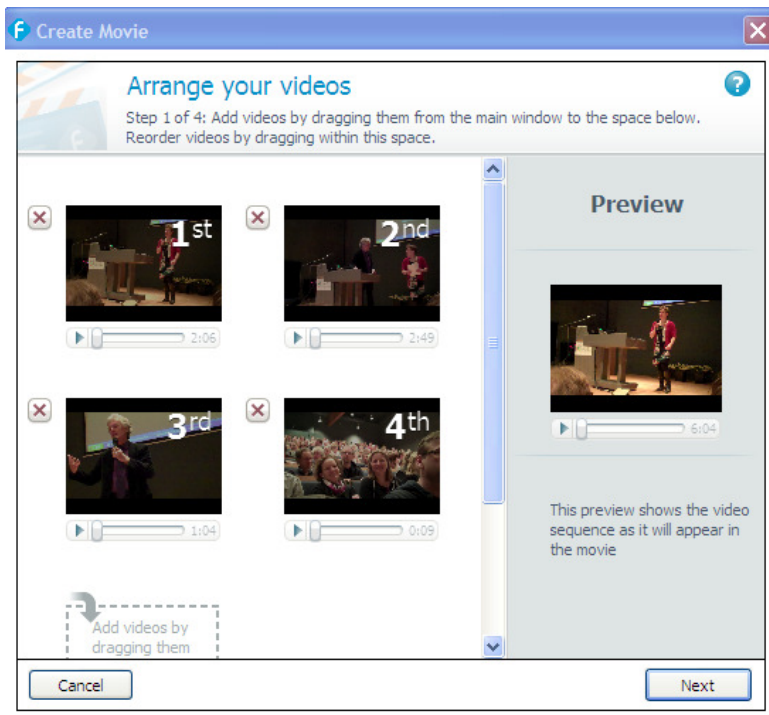 Create Movie
Arrange your videos
Step 1 of 4: Add videos by dragging them from the main window to the space below.
Reorder videos by dragging within this space.
1st
2nd
2:06
2:49
3rd
4th
1:04
0:09
Add videos by
dragging them
Preview
6:04
This preview shows the video
sequence as it will appear in
the movie
Cancel
Next